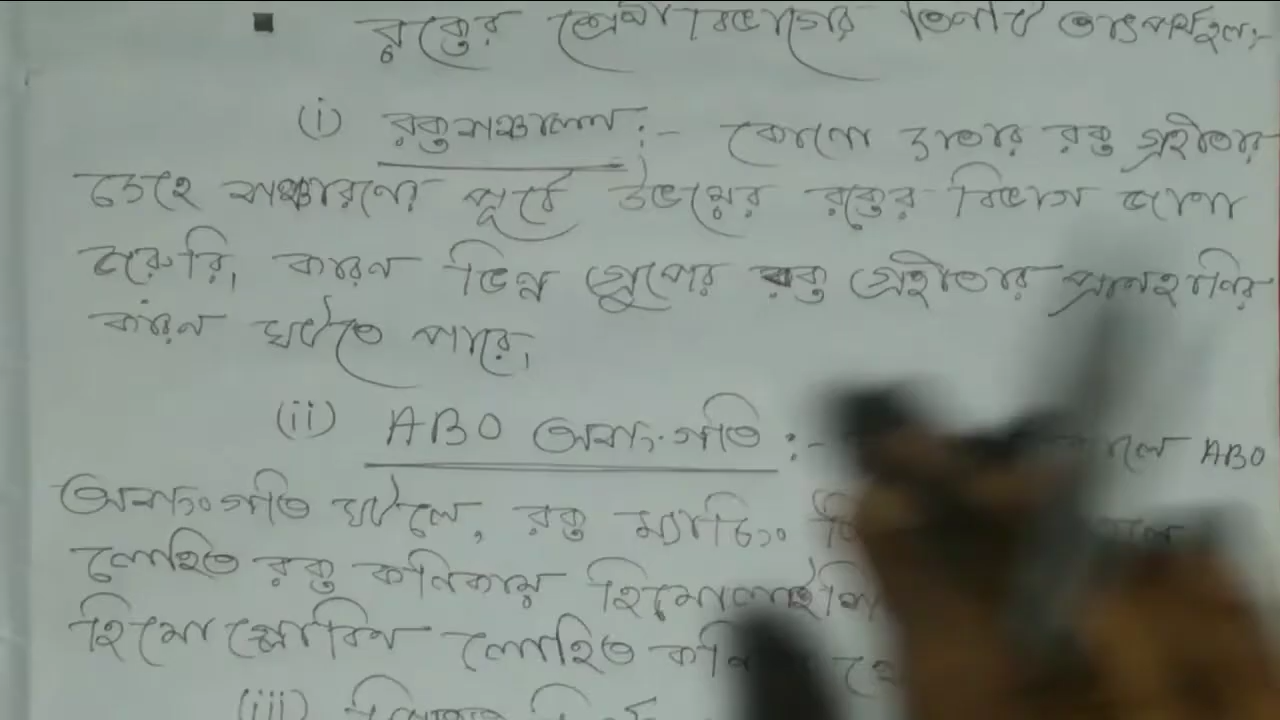 ■ রক্তের শ্রেণীবিভাগের তিনটি তাৎপর্য হল:-
(i) রক্তসঞ্চালন :- কোনো দাতার রক্ত গ্রহীতার
দেহে সঞ্চারণের পূর্বে উভয়ের রক্তের বিভাগ জানা
জরুরি, কারণ ভিন্ন গ্রুপের রক্ত গ্রহীতার প্রাণহানির
কারণ ঘটতে পারে,
(ii) ABO অসংগতি :- ABO
অসংগতি ঘটলে, রক্ত ম্যাচিং
লোহিত রক্ত কণিকায়
হিমোগ্লোবিন লোহিত
(iii)